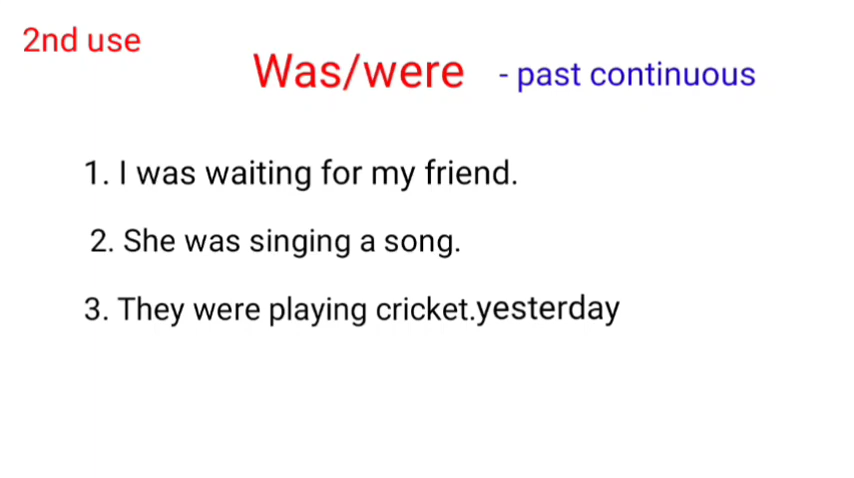 2nd use
Was/were - past continuous
1. I was waiting for my friend.
2. She was singing a song.
3. They were playing cricket.yesterday